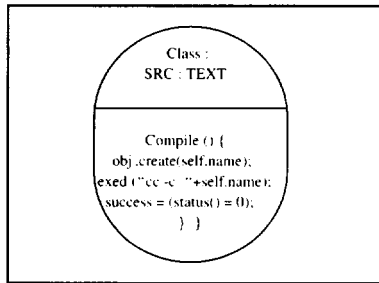 Class :
SRC : TEXT
Compile () {
obj .create(self.name);
exed ("cc -c "+self.name);
success = (status() = 0);
} }